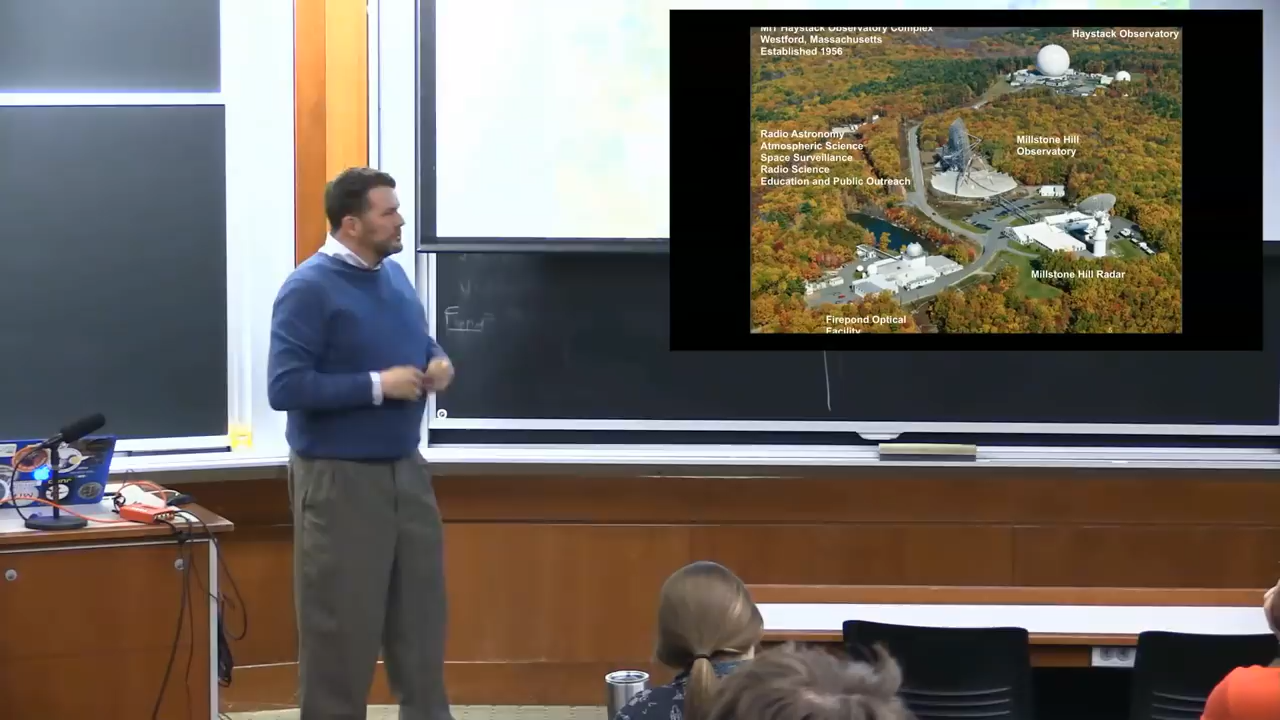 MIT Haystack Observatory Complex
Westford, Massachusetts
Established 1956
Haystack Observatory
Radio Astronomy
Atmospheric Science
Space Surveillance
Radio Science
Education and Public Outreach
Millstone Hill
Observatory
Millstone Hill Radar
Firepond Optical
Facility